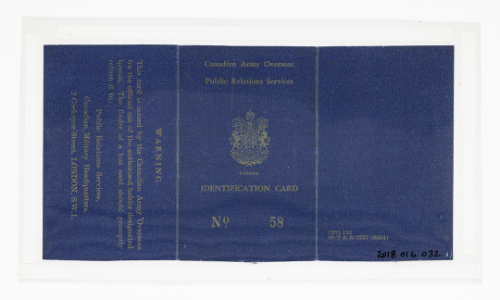 WARNING
This card is issued by the Canadian Army Overseas
for the official use of the authorized holder designated
herein. The finder of a lost card should promptly
return it to:
Public Relations Services,
Canadian Military Headquarters,
2 Cockspur Street, LONDON, S.W.1.
Canadian Army Overseas
Public Relations Services
CANADA
IDENTIFICATION CARD
No 58
2018 016 032